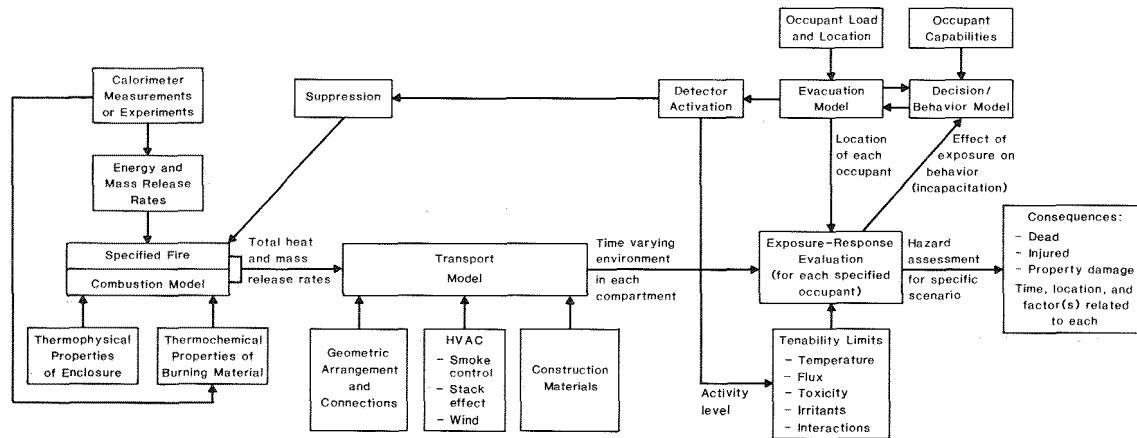 Occupant Load
and Location
Occupant
Capabilities
Calorimeter
Measurements
or Experiments
Suppression
Detector
Activation
Evacuation
Model
Decision/
Behavior Model
Location
of each
occupant
Effect of
exposure on
behavior
(incapacitation)
Energy and
Mass Release
Rates
Specified Fire
Combustion Model
Total heat
and mass
release rates
Transport
Model
Time varying
environment
in each
compartment
Exposure-Response
Evaluation
(for each specified
occupant)
Hazard
assessment
for specific
scenario
Consequences:
- Dead
- Injured
- Property damage
Time, location, and
factor(s) related
to each
Thermophysical
Properties
of Enclosure
Thermochemical
Properties of
Burning Material
Geometric
Arrangement
and
Connections
HVAC
- Smoke
control
- Stack
effect
- Wind
Construction
Materials
Activity
level
Tenability Limits
- Temperature
- Flux
- Toxicity
- Irritants
- Interactions